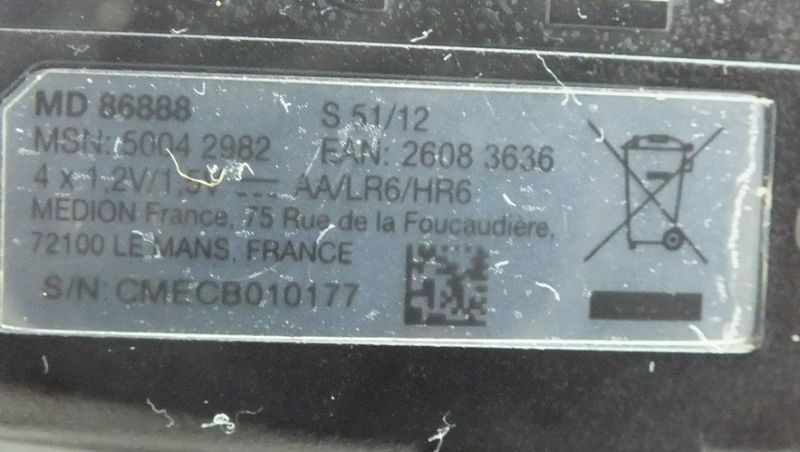 MD 86888 S 51/12
MSN: 5004 2982 EAN: 2608 3636
4 x 1.2V/1.5V AA/LR6/HR6
MEDION France, 75 Rue de la Foucaudière,
72100 LE MANS, FRANCE
S/N: CMECB010177